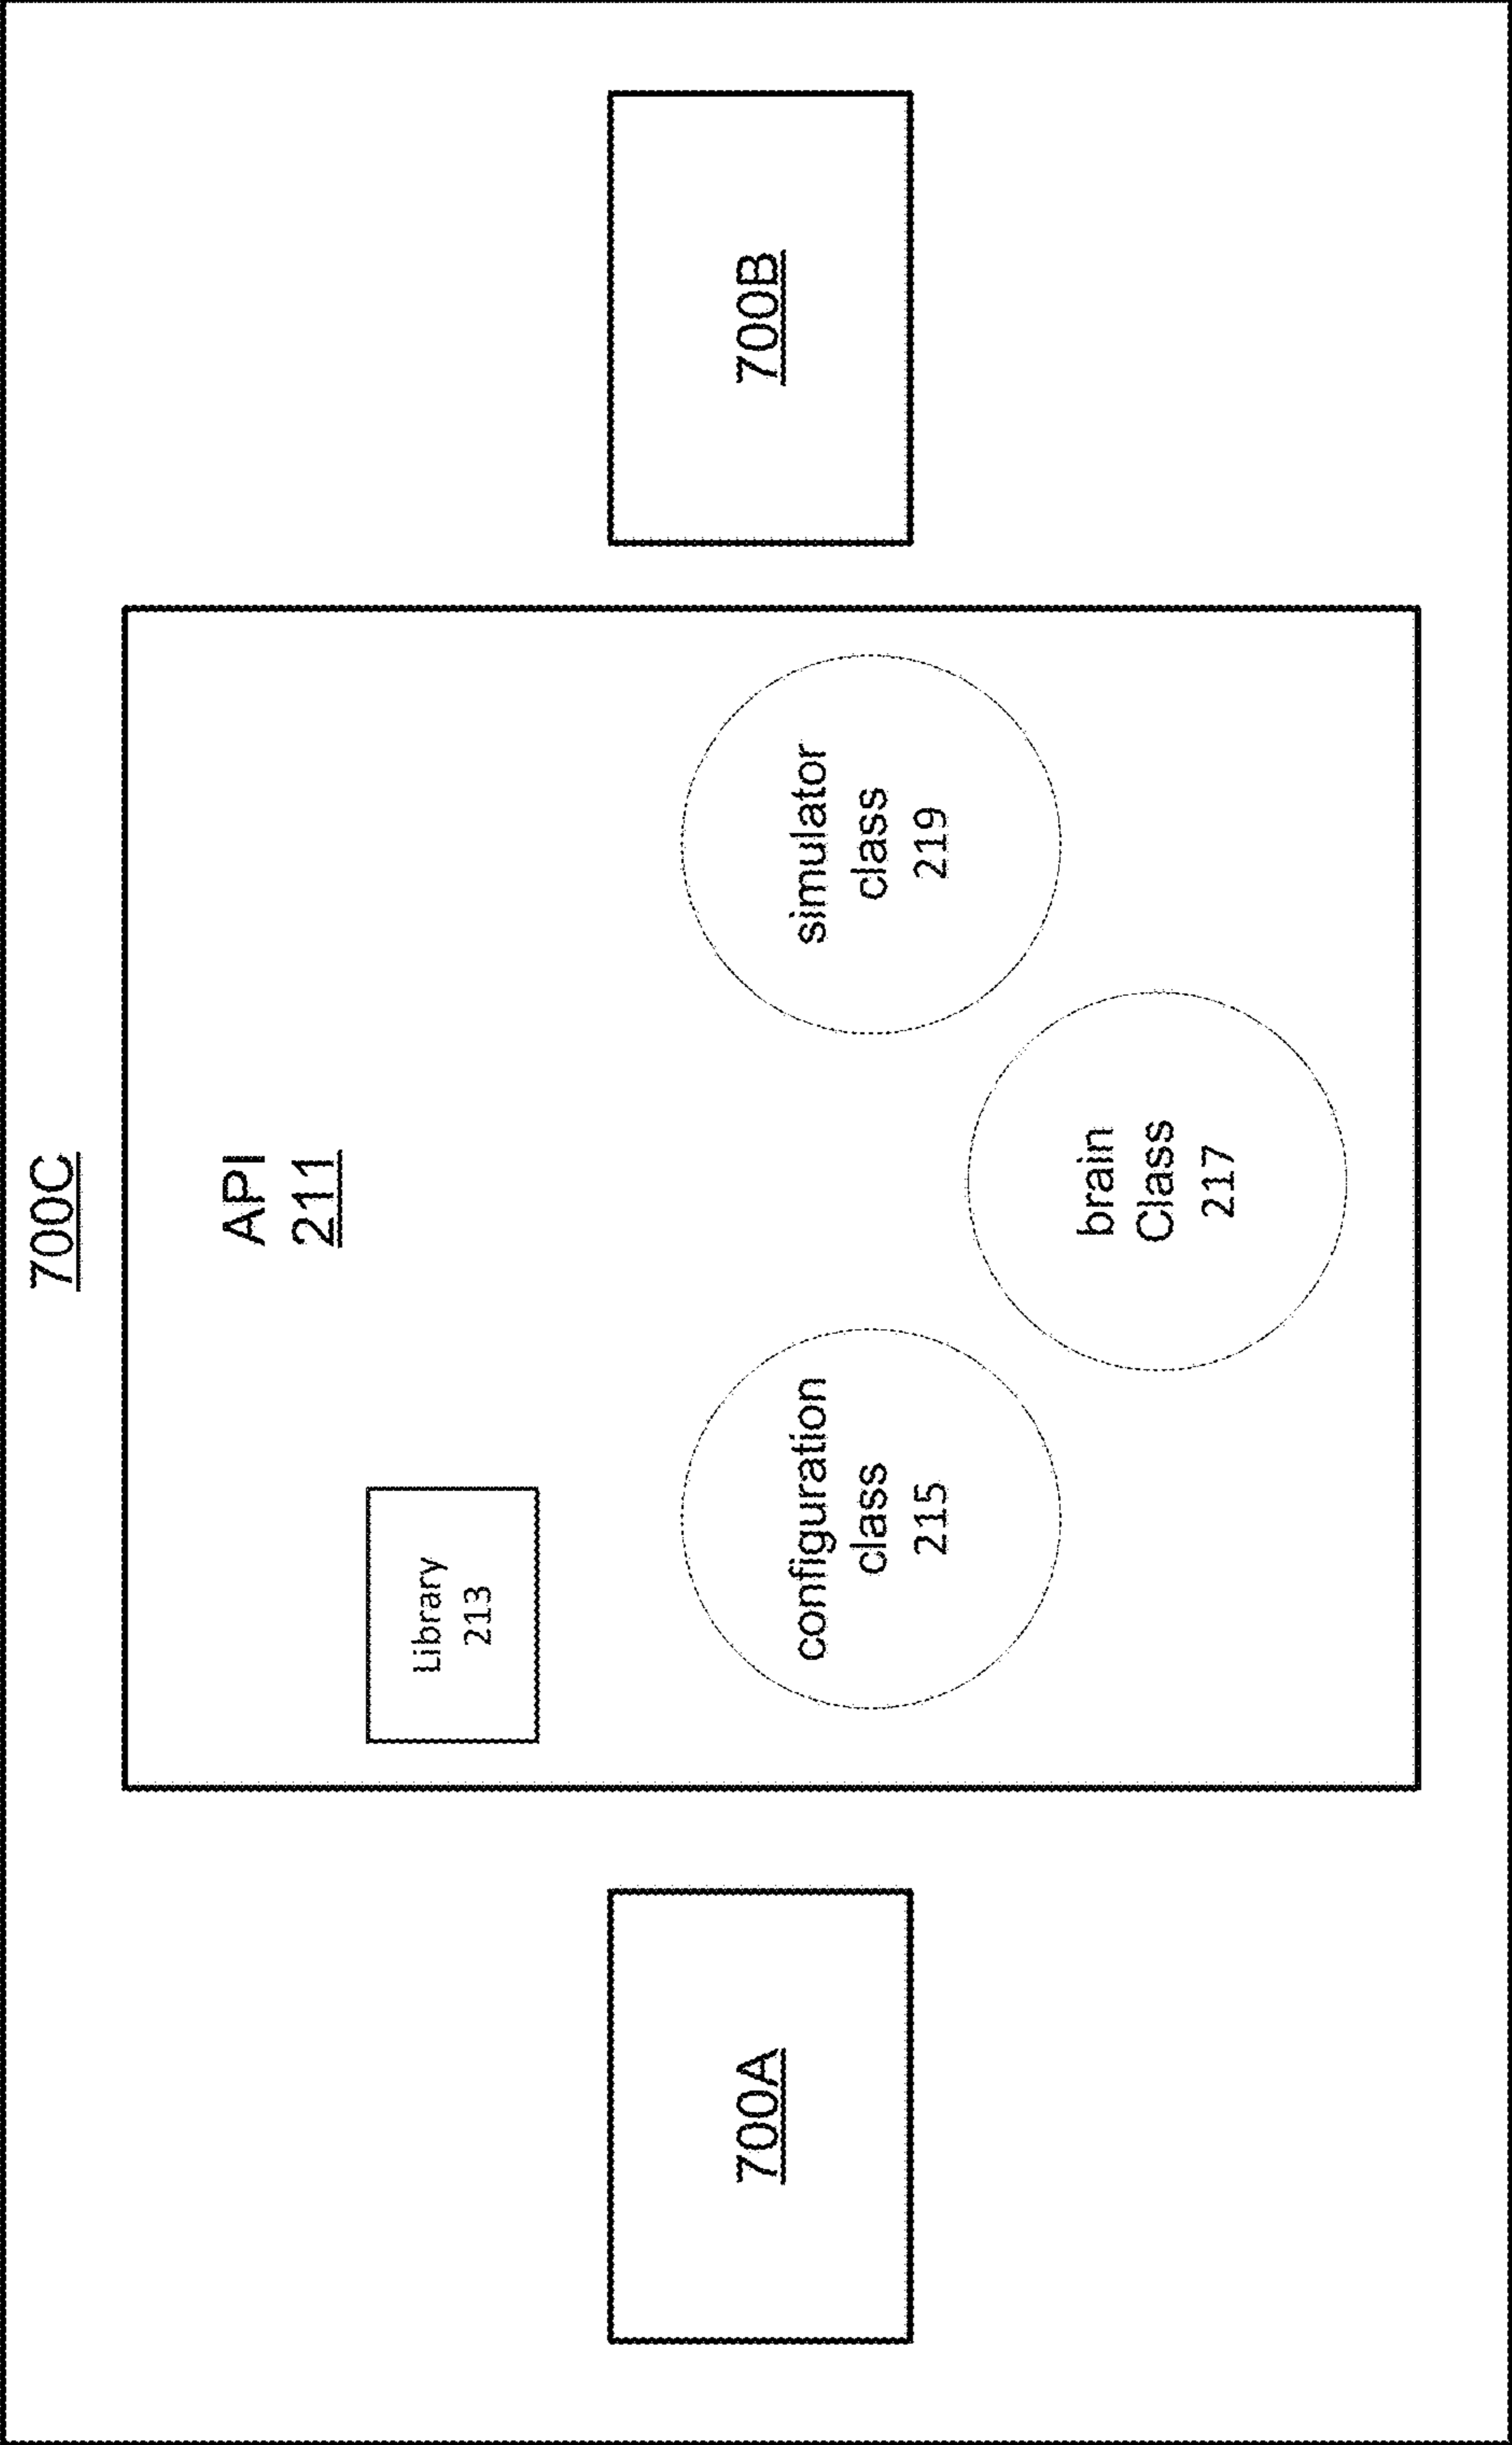 700C
API
211
Library
213
configuration
class
215
simulator
class
219
brain
Class
217
700A
700B